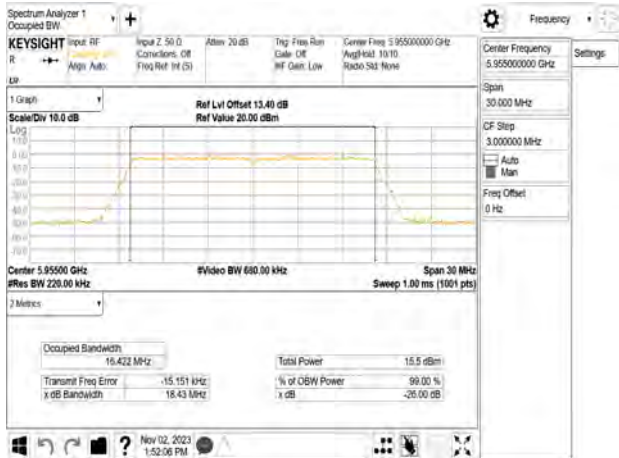 Spectrum Analyzer 1
Occupied BW
Frequency
KEYSIGHT Input: RF
R
Align: Auto
Input Z: 50 Ω
Corrections: Off
Freq Ref: Int (S)
Atten: 20 dB
Trig: Free Run
Gate: Off
#IF Gain: Low
Center Freq: 5.955000000 GHz
Avg|Hold: 10/10
Radio Std: None
Center Frequency
5.955000000 GHz
Settings
Span
30.000 MHz
CF Step
3.000000 MHz
Auto
Man
Freq Offset
0 Hz
1 Graph
Scale/Div 10.0 dB
Ref Lvl Offset 13.40 dB
Ref Value 20.00 dBm
Log
10.0
0.00
Center 5.95500 GHz
#Res BW 220.00 kHz
#Video BW 680.00 kHz
Span 30 MHz
Sweep 1.00 ms (1001 pts)
2 Metrics
Occupied Bandwidth
16.422 MHz
Total Power 15.5 dBm
Transmit Freq Error -15.151 kHz
% of OBW Power 99.00 %
x dB Bandwidth 18.43 MHz
x dB -26.00 dB
Nov 02, 2023
1:52:06 PM